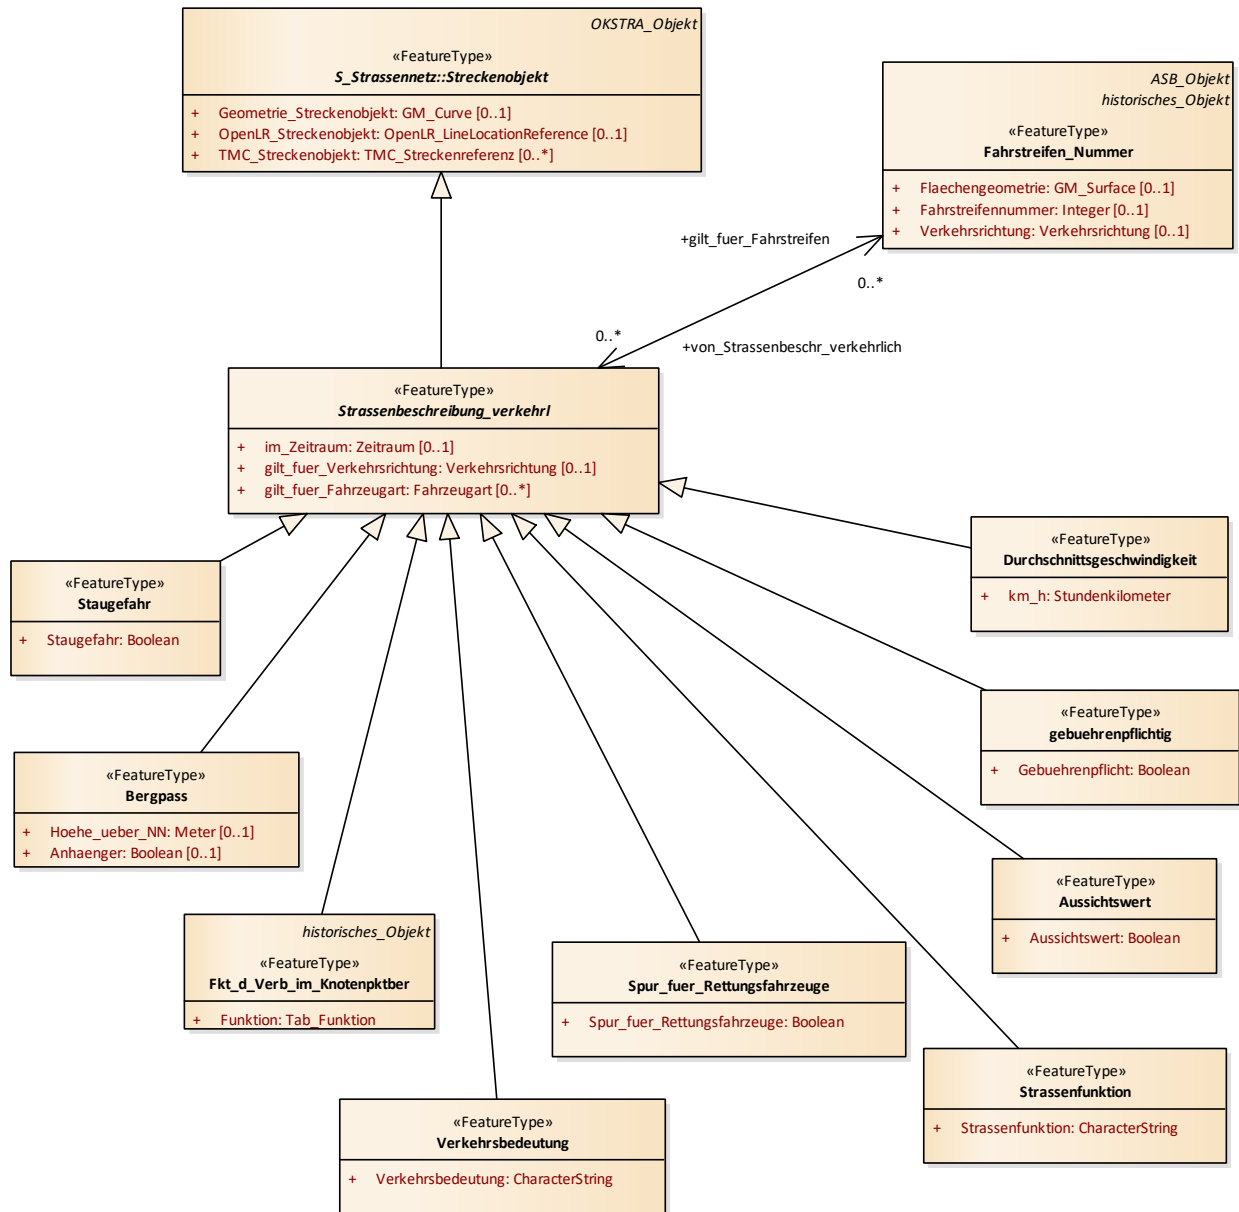 OKSTRA_Objekt
«FeatureType»
S_Strassennetz::Streckenobjekt
+ Geometrie_Streckenobjekt: GM_Curve [0..1]
+ OpenLR_Streckenobjekt: OpenLR_LineLocationReference [0..1]
+ TMC_Streckenobjekt: TMC_Streckenreferenz [0..*]
ASB_Objekt
historisches_Objekt
«FeatureType»
Fahrstreifen_Nummer
+ Flaechengeometrie: GM_Surface [0..1]
+ Fahrstreifennummer: Integer [0..1]
+ Verkehrsrichtung: Verkehrsrichtung [0..1]
+gilt_fuer_Fahrstreifen
0..*
0..*
+von_Strassenbeschr_verkehrlich
«FeatureType»
Strassenbeschreibung_verkehrl
+ im_Zeitraum: Zeitraum [0..1]
+ gilt_fuer_Verkehrsrichtung: Verkehrsrichtung [0..1]
+ gilt_fuer_Fahrzeugart: Fahrzeugart [0..*]
«FeatureType»
Durchschnittsgeschwindigkeit
+ km_h: Stundenkilometer
«FeatureType»
Staugefahr
+ Staugefahr: Boolean
«FeatureType»
gebuehrenpflichtig
+ Gebuehrenpflicht: Boolean
«FeatureType»
Bergpass
+ Hoehe_ueber_NN: Meter [0..1]
+ Anhaenger: Boolean [0..1]
«FeatureType»
Aussichtswert
+ Aussichtswert: Boolean
historisches_Objekt
«FeatureType»
Fkt_d_Verb_im_Knotenpktber
+ Funktion: Tab_Funktion
«FeatureType»
Spur_fuer_Rettungsfahrzeuge
+ Spur_fuer_Rettungsfahrzeuge: Boolean
«FeatureType»
Strassenfunktion
+ Strassenfunktion: CharacterString
«FeatureType»
Verkehrsbedeutung
+ Verkehrsbedeutung: CharacterString